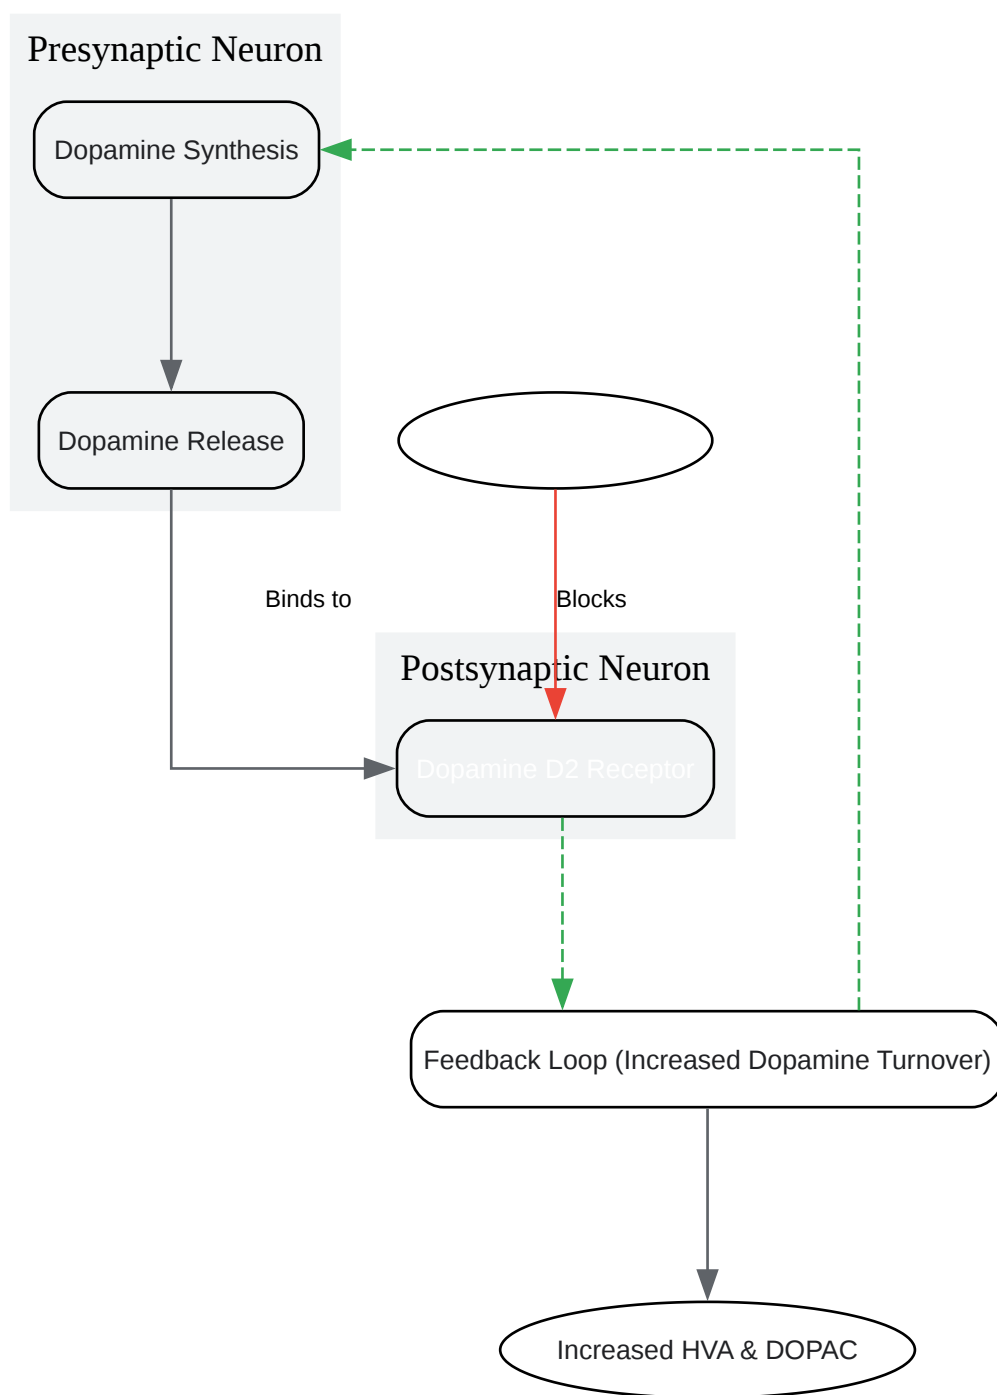 Presynaptic Neuron
Dopamine Synthesis
Dopamine Release
Binds to
Blocks
Postsynaptic Neuron
Dopamine D2 Receptor
Feedback Loop (Increased Dopamine Turnover)
Increased HVA & DOPAC